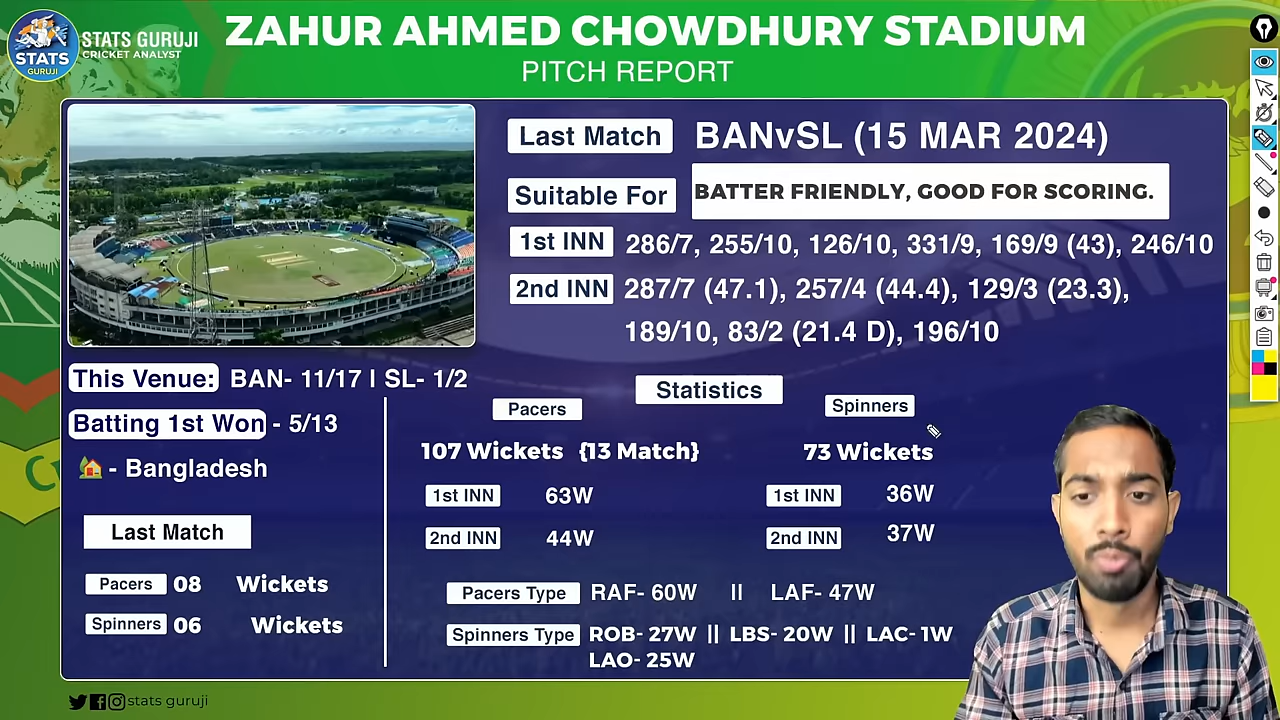 STATS GURUJI
CRICKET ANALYST
STATS
GURUJI
ZAHUR AHMED CHOWDHURY STADIUM
PITCH REPORT
Last Match BANvSL (15 MAR 2024)
Suitable For BATTER FRIENDLY, GOOD FOR SCORING.
1st INN 286/7, 255/10, 126/10, 331/9, 169/9 (43), 246/10
2nd INN 287/7 (47.1), 257/4 (44.4), 129/3 (23.3),
189/10, 83/2 (21.4 D), 196/10
This Venue: BAN- 11/17 I SL- 1/2
Batting 1st Won - 5/13
- Bangladesh
Last Match
Pacers 08 Wickets
Spinners 06 Wickets
Statistics
Pacers
107 Wickets {13 Match}
1st INN 63W
2nd INN 44W
Spinners
73 Wickets
1st INN 36W
2nd INN 37W
Pacers Type RAF- 60W II LAF- 47W
Spinners Type ROB- 27W || LBS- 20W || LAC- 1W
LAO- 25W
stats guruji